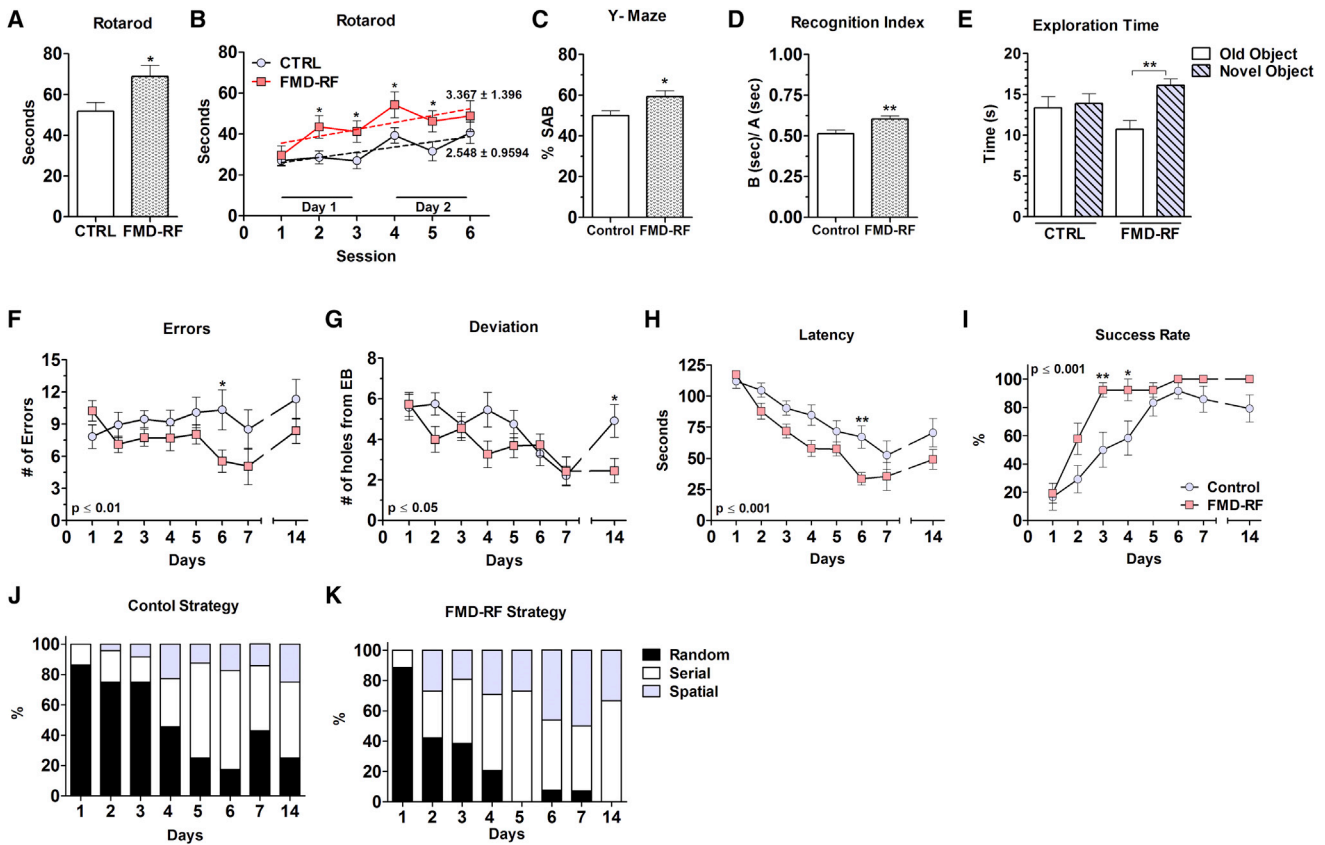 A
Rotarod
Seconds
80
60
40
20
0
*
CTRL FMD-RF
B
Rotarod
Seconds
80
60
40
20
0
CTRL
FMD-RF
* * * *
3.367 ± 1.396
2.548 ± 0.9594
Day 1
Day 2
0 1 2 3 4 5 6
Session
C
Y- Maze
% SAB
80
60
40
20
0
*
Control FMD-RF
D
Recognition Index
B (sec)/ A (sec)
1.00
0.75
0.50
0.25
0.00
**
Control FMD-RF
E
Exploration Time
Time (s)
20
15
10
5
0
**
CTRL
FMD-RF
Old Object
Novel Object
F
Errors
# of Errors
15
12
9
6
3
0
*
p ≤ 0.01
0 1 2 3 4 5 6 7 14
Days
G
Deviation
# of holes from EB
8
6
4
2
0
*
p ≤ 0.05
0 1 2 3 4 5 6 7 14
Days
H
Latency
Seconds
125
100
75
50
25
0
**
p ≤ 0.001
0 1 2 3 4 5 6 7 14
Days
I
Success Rate
%
100
80
60
40
20
0
p ≤ 0.001
** *
Control
FMD-RF
0 1 2 3 4 5 6 7 14
Days
J
Contol Strategy
%
100
80
60
40
20
0
1 2 3 4 5 6 7 14
Days
K
FMD-RF Strategy
%
100
80
60
40
20
0
1 2 3 4 5 6 7 14
Days
Random
Serial
Spatial